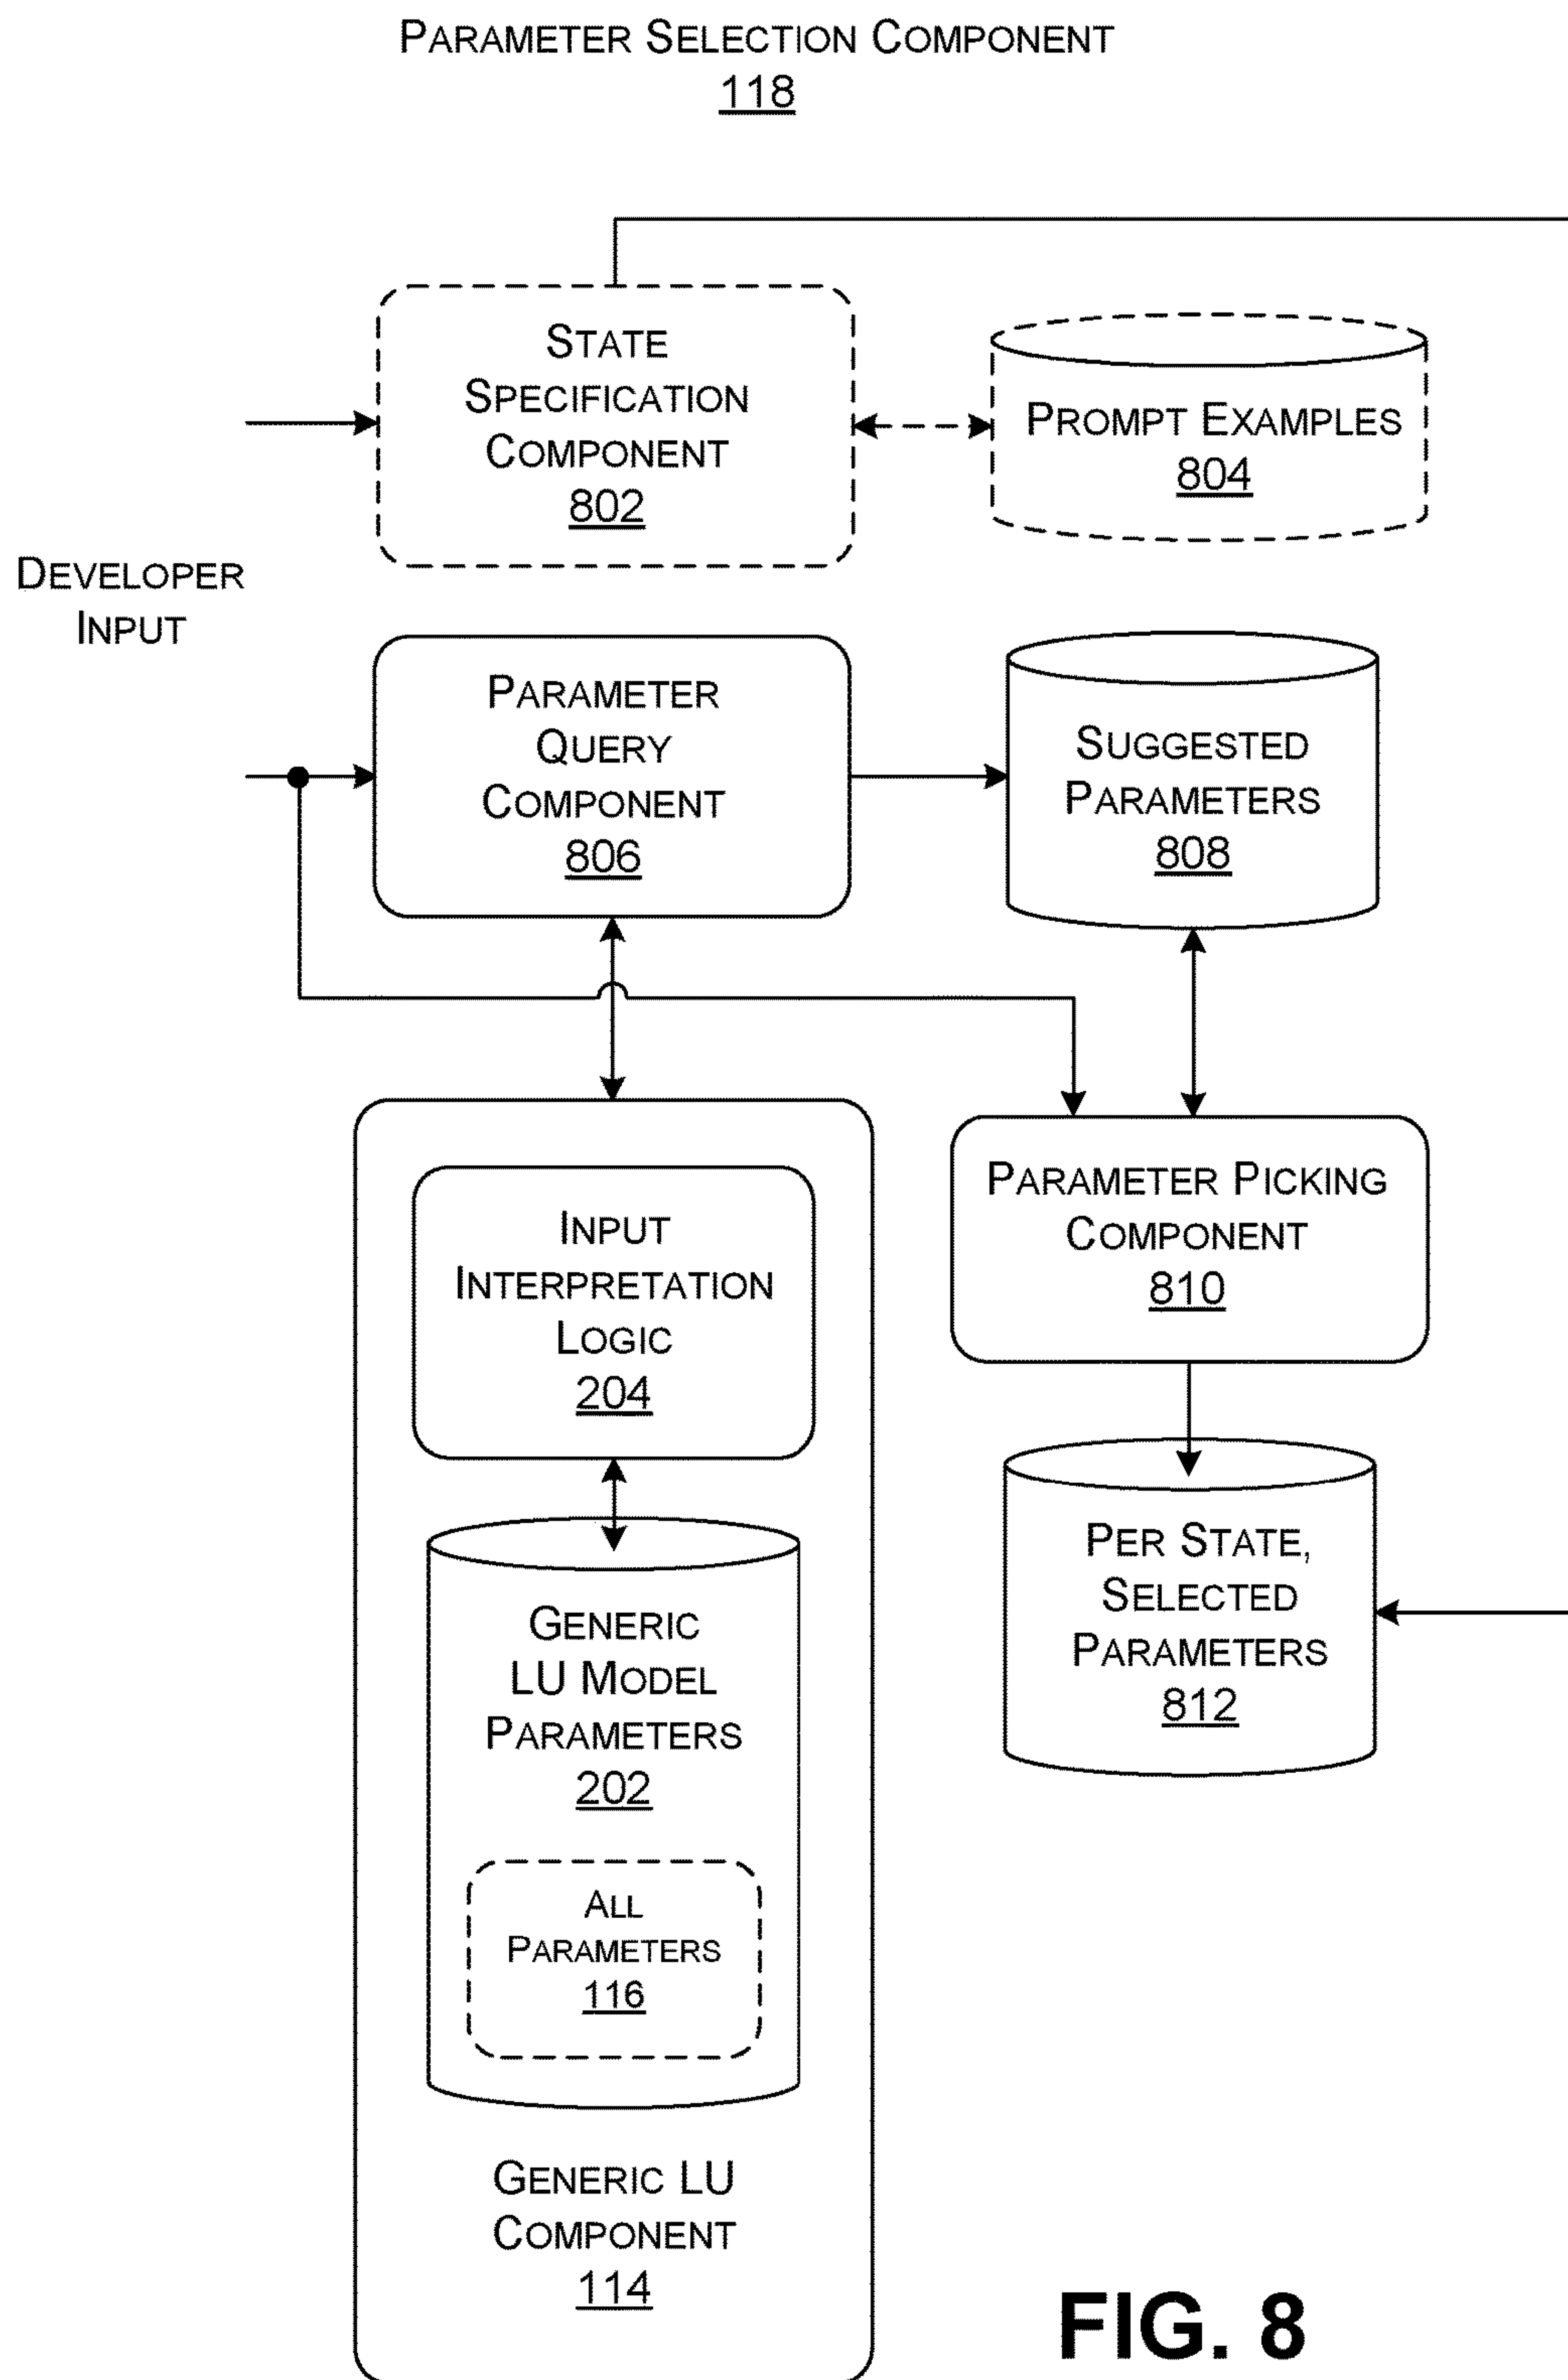 PARAMETER SELECTION COMPONENT
118
STATE
SPECIFICATION
COMPONENT
802
PROMPT EXAMPLES
804
DEVELOPER
INPUT
PARAMETER
QUERY
COMPONENT
806
SUGGESTED
PARAMETERS
808
INPUT
INTERPRETATION
LOGIC
204
PARAMETER PICKING
COMPONENT
810
GENERIC
LU MODEL
PARAMETERS
202
PER STATE,
SELECTED
PARAMETERS
812
ALL
PARAMETERS
116
GENERIC LU
COMPONENT
114
FIG. 8